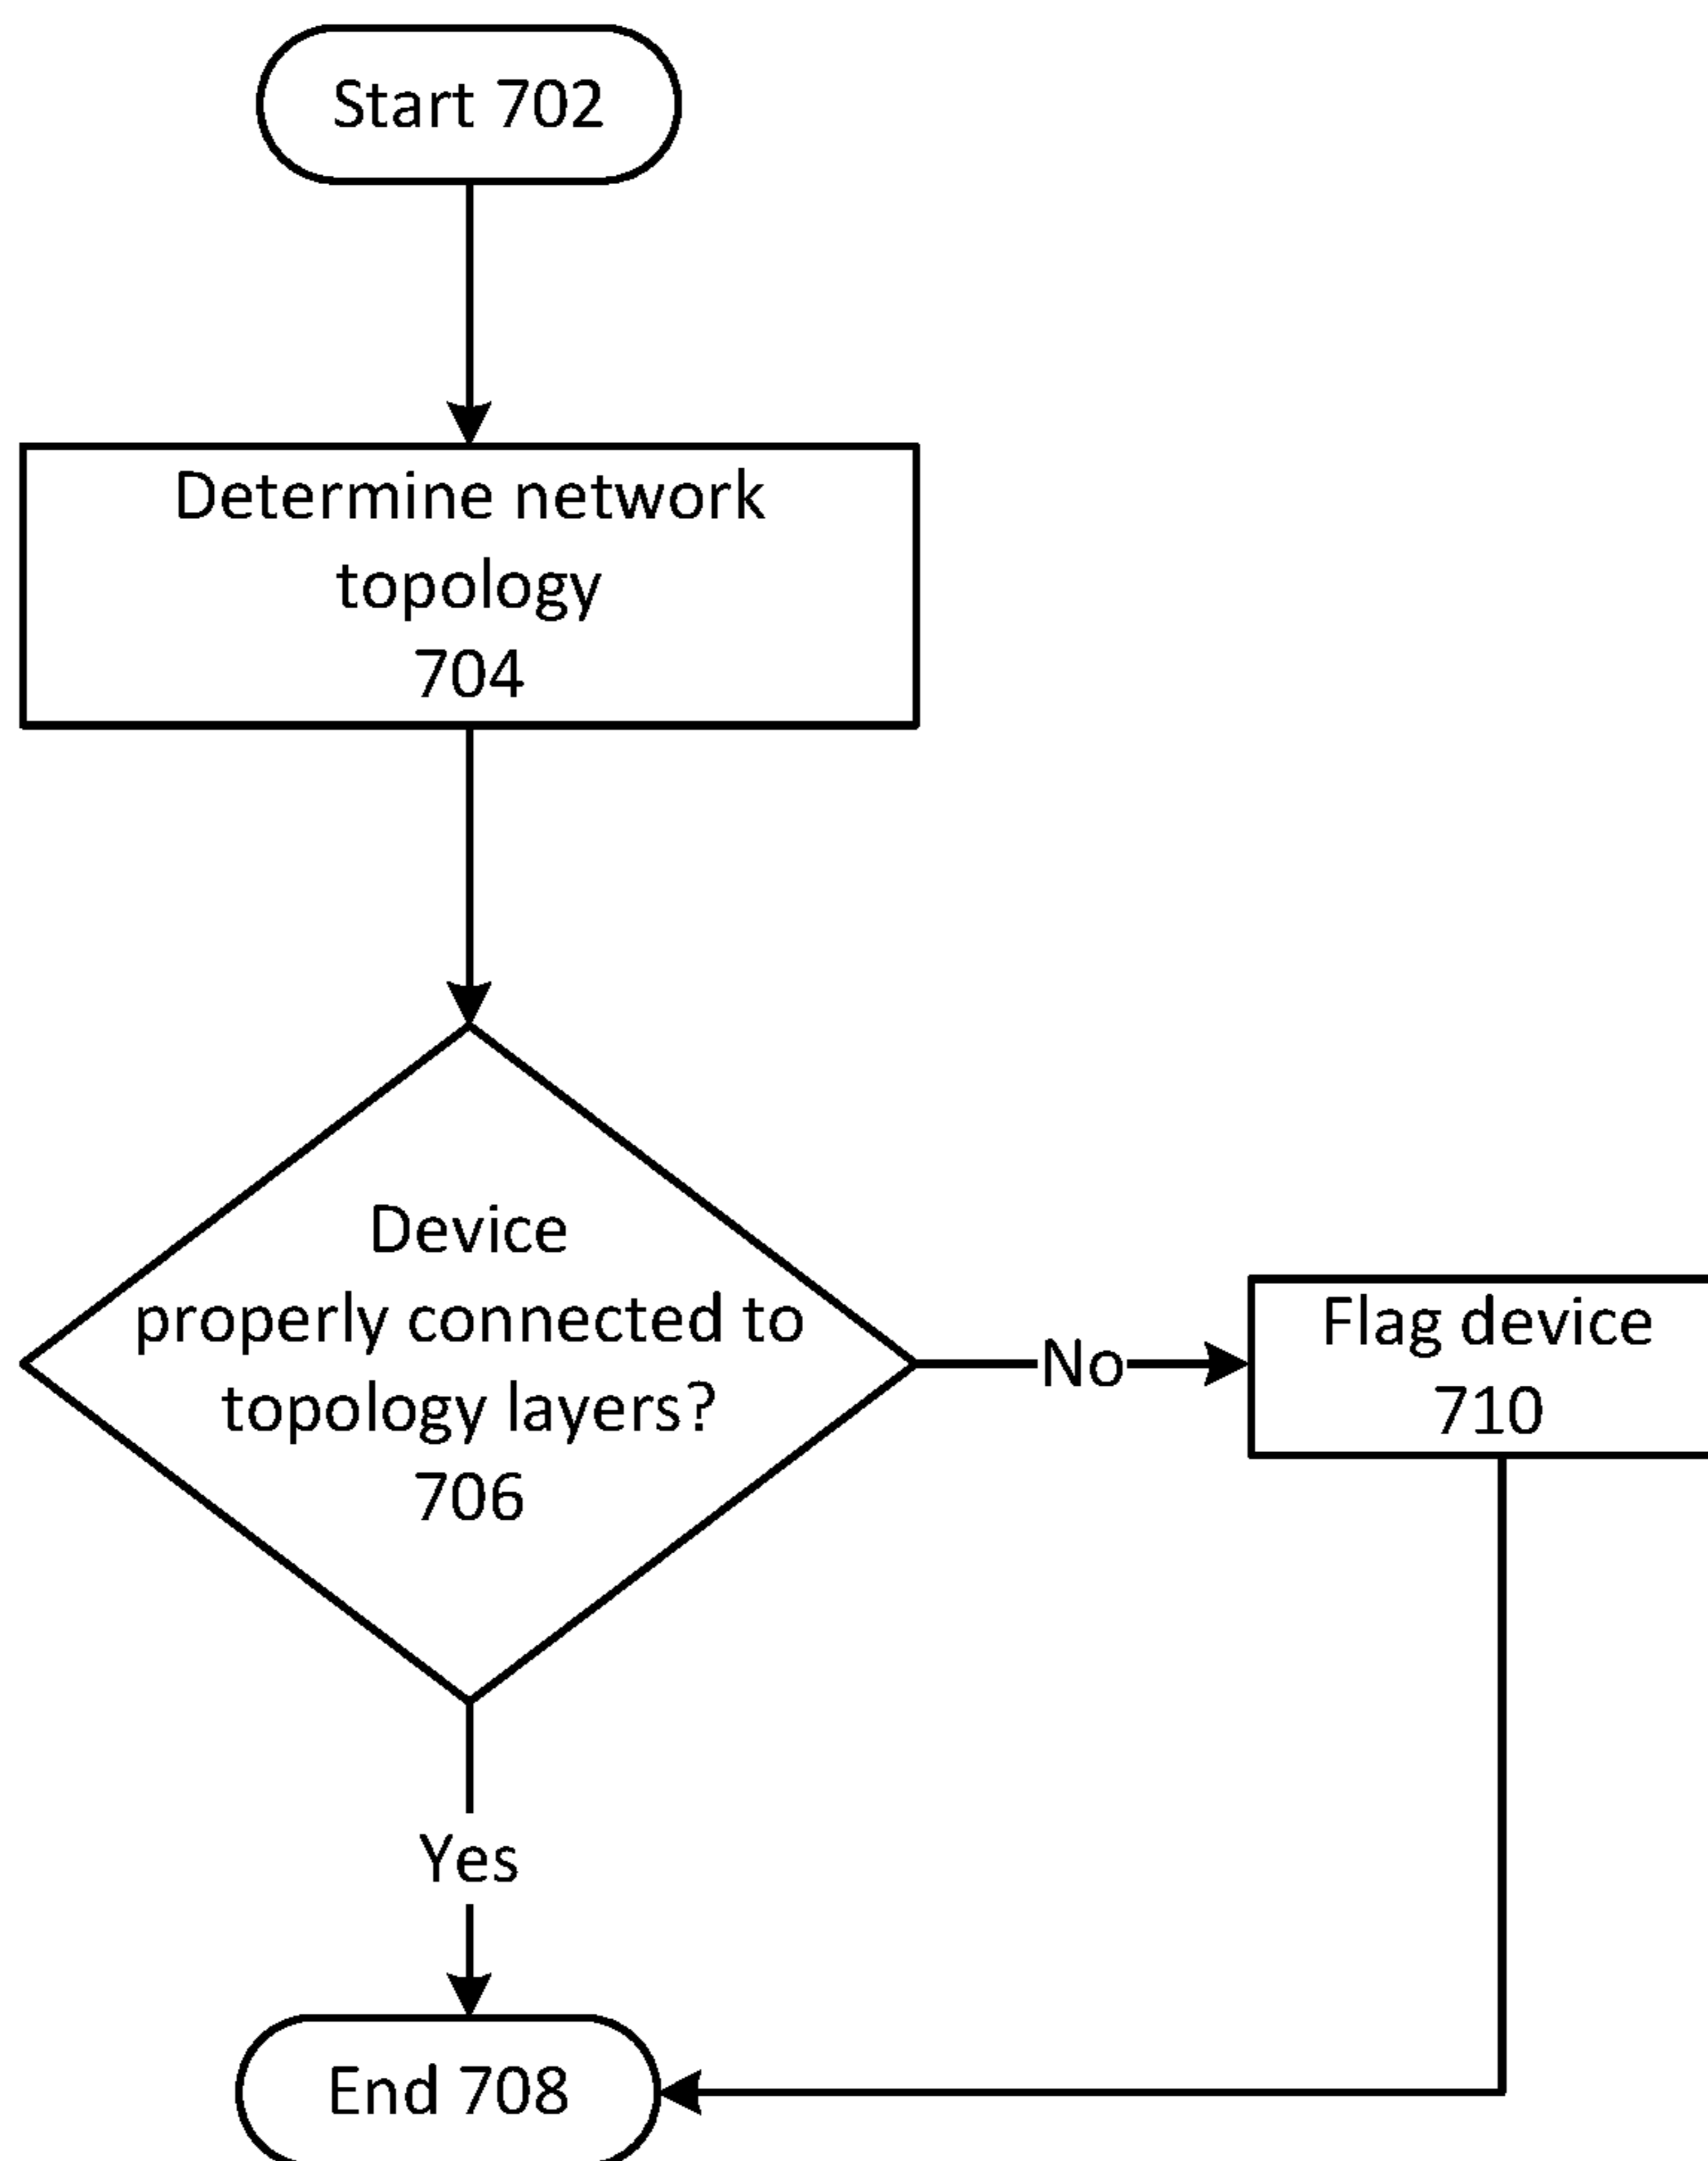 Start 702
Determine network
topology
704
Device
properly connected to
topology layers?
706
No
Flag device
710
Yes
End 708